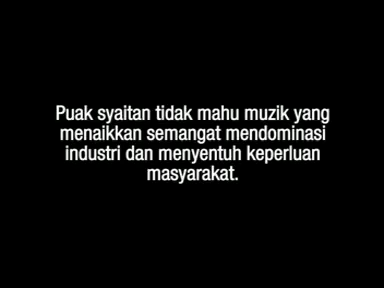 Puak syaitan tidak mahu muzik yang
menaikkan semangat mendominasi
industri dan menyentuh keperluan
masyarakat.